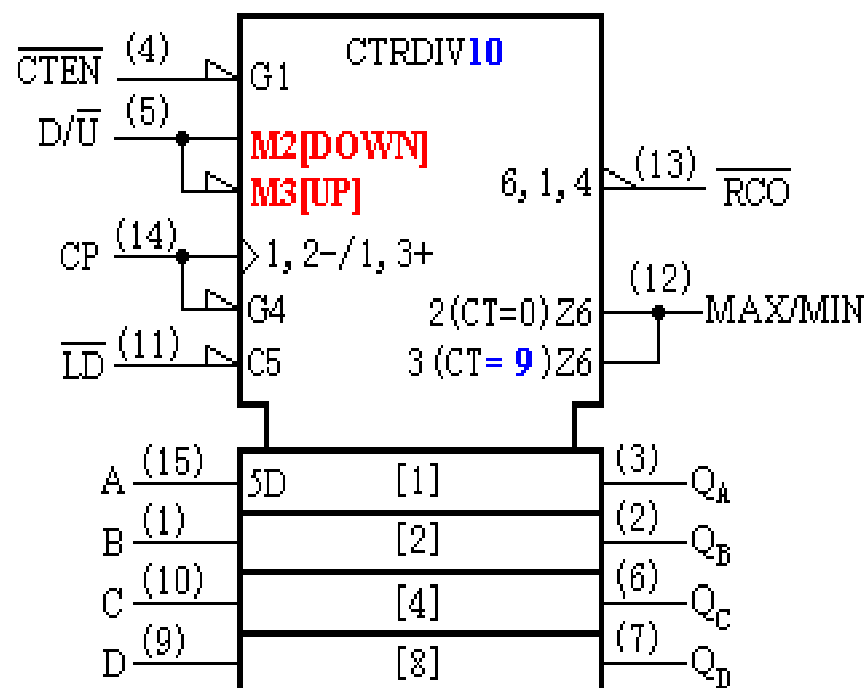 CTRDIV10
CTEN (4) G1
D/U (5) M2[DOWN]
M3[UP] 6, 1, 4 (13) RCO
CP (14) 1, 2-/1, 3+
G4 2(CT=0)Z6 (12) MAX/MIN
LD (11) C5 3(CT=9)Z6
A (15) 5D [1] (3) QA
B (1) [2] (2) QB
C (10) [4] (6) QC
D (9) [8] (7) QD